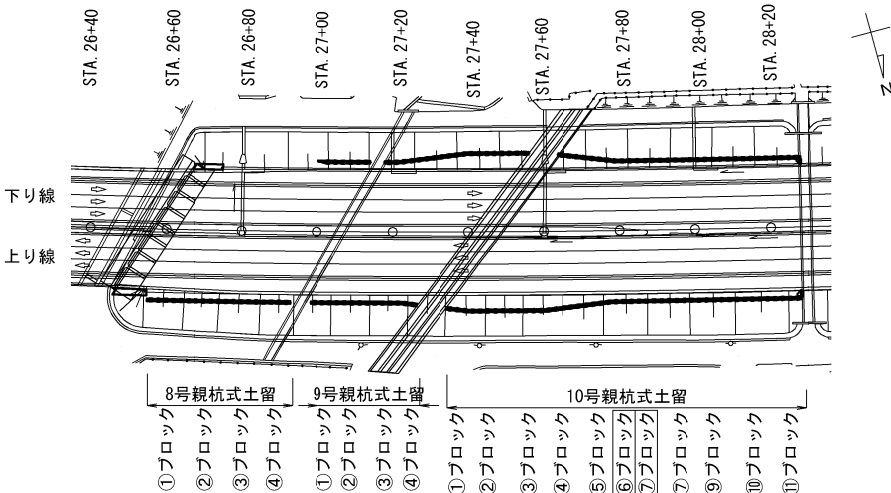 STA. 26+40
STA. 26+60
STA. 26+80
STA. 27+00
STA. 27+20
STA. 27+40
STA. 27+60
STA. 27+80
STA. 28+00
STA. 28+20
N
下り線
上り線
8号親杭式土留
9号親杭式土留
10号親杭式土留
①ブロック
②ブロック
③ブロック
④ブロック
①ブロック
②ブロック
③ブロック
④ブロック
①ブロック
②ブロック
③ブロック
④ブロック
⑤ブロック
⑥ブロック
⑦ブロック
⑦ブロック
⑨ブロック
⑩ブロック
⑪ブロック